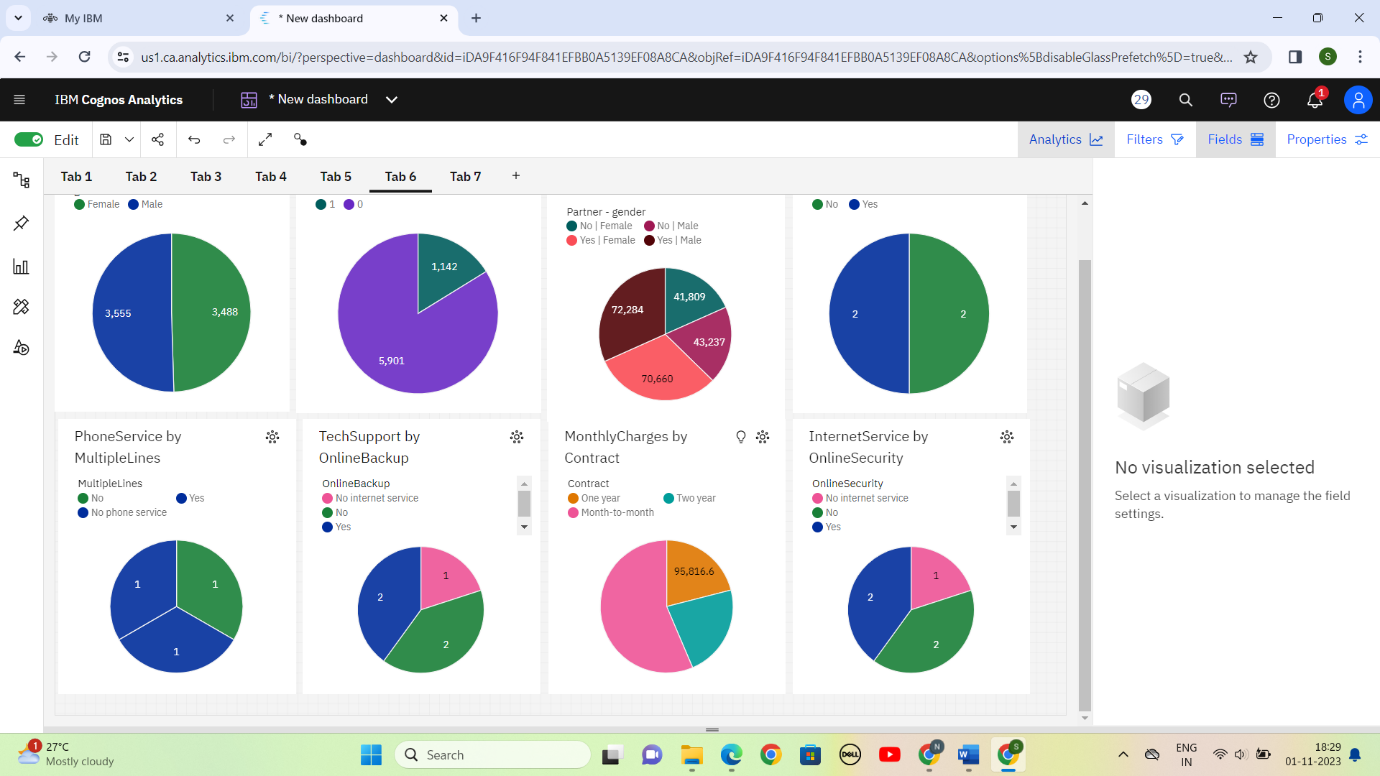 My IBM
* New dashboard
us1.ca.analytics.ibm.com/bi/?perspective=dashboard&id=iDA9F416F94F841EFBB0A5139EF08A8CA&objRef=iDA9F416F94F841EFBB0A5139EF08A8CA&options%5BdisableGlassPrefetch%5D=true&...
S
IBM Cognos Analytics
* New dashboard
29
1
Edit
Analytics
Filters
Fields
Properties
Tab 1
Tab 2
Tab 3
Tab 4
Tab 5
Tab 6
Tab 7
Female Male
3,555
3,488
1 0
1,142
5,901
Partner - gender
No | Female No | Male
Yes | Female Yes | Male
72,284
41,809
43,237
70,660
No Yes
2
2
PhoneService by
MultipleLines
MultipleLines
No Yes
No phone service
1
1
1
TechSupport by
OnlineBackup
OnlineBackup
No internet service
No
Yes
1
2
2
MonthlyCharges by
Contract
Contract
One year Two year
Month-to-month
95,816.6
InternetService by
OnlineSecurity
OnlineSecurity
No internet service
No
Yes
1
2
2
No visualization selected
Select a visualization to manage the field
settings.
1
27°C
Mostly cloudy
Search
DELL
N
W
S
ENG
IN
18:29
01-11-2023